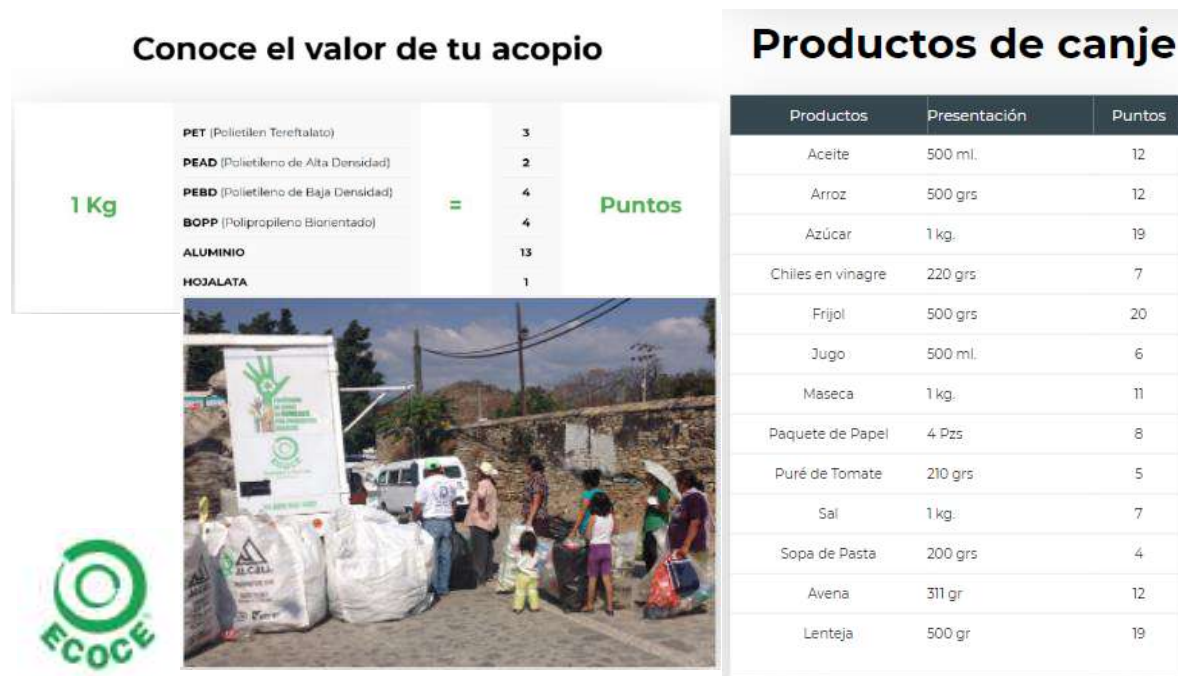 Conoce el valor de tu acopio
1 Kg
PET (Polietilen Tereftalato)
PEAD (Polietileno de Alta Densidad)
PEBD (Polietileno de Baja Densidad)
BOPP (Polipropileno Biorientado)
ALUMINIO
HOJALATA
=
3
2
4
4
13
1
Puntos
ECOCE
ECOCE
Productos de canje
Productos Presentación Puntos
Aceite 500 ml. 12
Arroz 500 grs 12
Azúcar 1 kg. 19
Chiles en vinagre 220 grs 7
Frijol 500 grs 20
Jugo 500 ml. 6
Maseca 1 kg. 11
Paquete de Papel 4 Pzs 8
Puré de Tomate 210 grs 5
Sal 1 kg. 7
Sopa de Pasta 200 grs 4
Avena 311 gr 12
Lenteja 500 gr 19